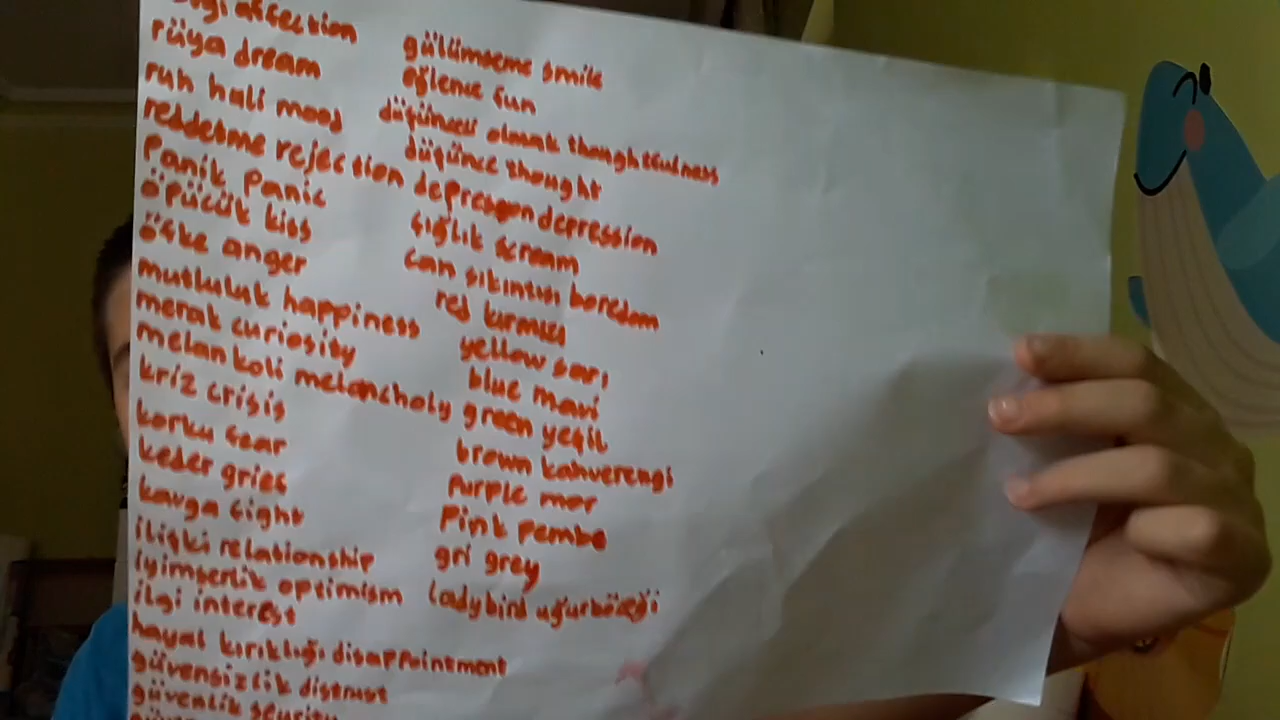 affection
rüya dream
ruh hali mood
reddetme rejection
Panik Panic
öpücük kiss
öfke anger
mutluluk happiness
merak curiosity
melankoli melancholy
kriz crisis
korku fear
keder grief
kavga fight
ilişki relationship
iyimserlik optimism
ilgi interest
hayal kırıklığı disappointment
güvensizlik distrust
güvenlik security
gülümseme smile
eğlence fun
düşünceli olmak thoughtfulness
düşünce thought
depresyon depression
çığlık scream
can sıkıntısı boredom
red kırmızı
yellow sarı
blue mavi
green yeşil
brown kahverengi
Purple mor
Pink pembe
gri grey
ladybird uğurböceği